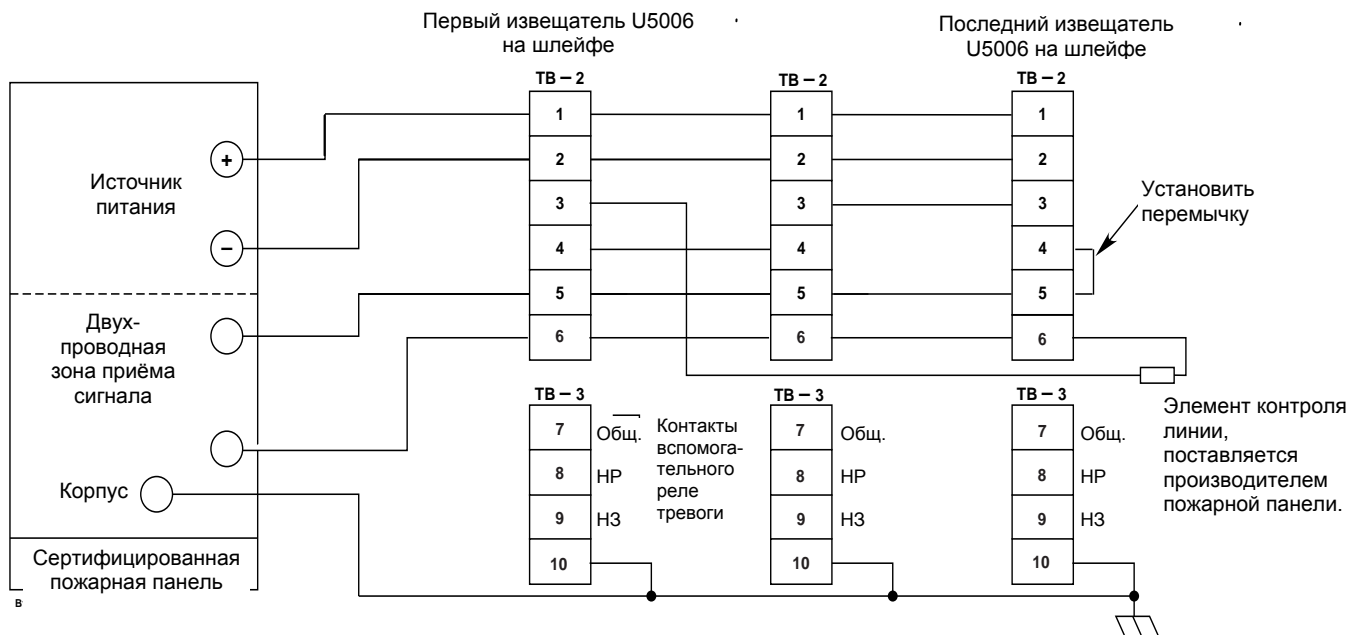 Первый извещатель U5006
на шлейфе
Последний извещатель
U5006 на шлейфе
ТВ – 2
ТВ – 2
ТВ – 2
1
1
1
+
2
2
2
Источник
питания
3
3
3
Установить
перемычку
–
4
4
4
5
5
5
Двух-
проводная
зона приёма
сигнала
6
6
6
ТВ – 3
ТВ – 3
ТВ – 3
7 Общ.
Контакты
вспомога-
тельного
реле
тревоги
7 Общ.
7 Общ.
Элемент контроля
линии,
поставляется
производителем
пожарной панели.
8 НР
8 НР
8 НР
Корпус
9 НЗ
9 НЗ
9 НЗ
10
10
10
Сертифицированная
пожарная панель
в